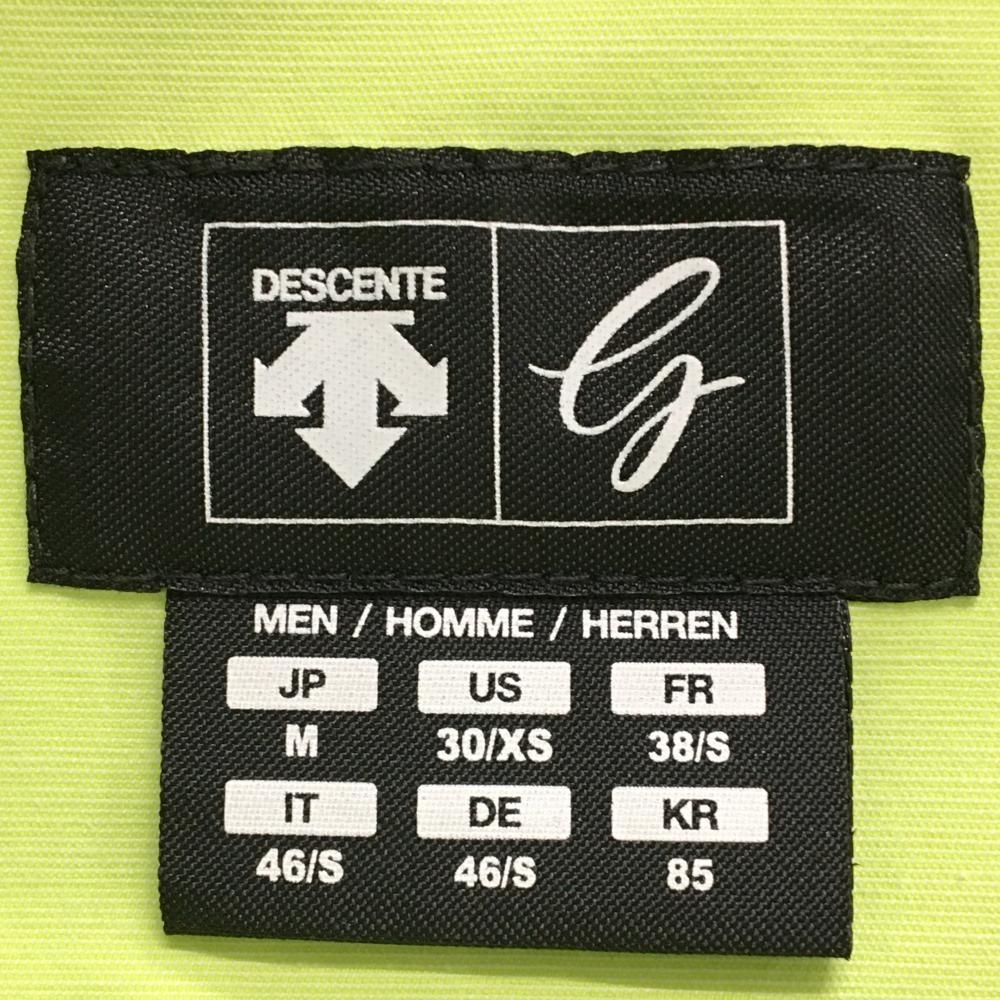 DESCENTE
G
MEN / HOMME / HERREN
JP US FR
M 30/XS 38/S
IT DE KR
46/S 46/S 85